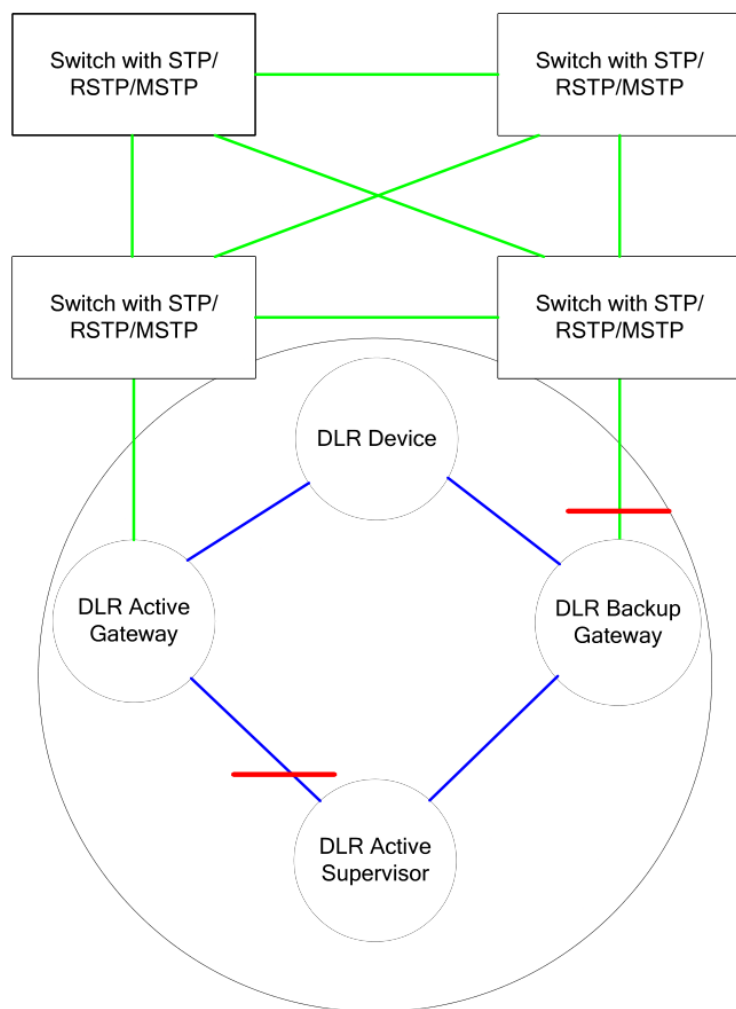 Switch with STP/
RSTP/MSTP
Switch with STP/
RSTP/MSTP
Switch with STP/
RSTP/MSTP
Switch with STP/
RSTP/MSTP
DLR Device
DLR Active
Gateway
DLR Backup
Gateway
DLR Active
Supervisor